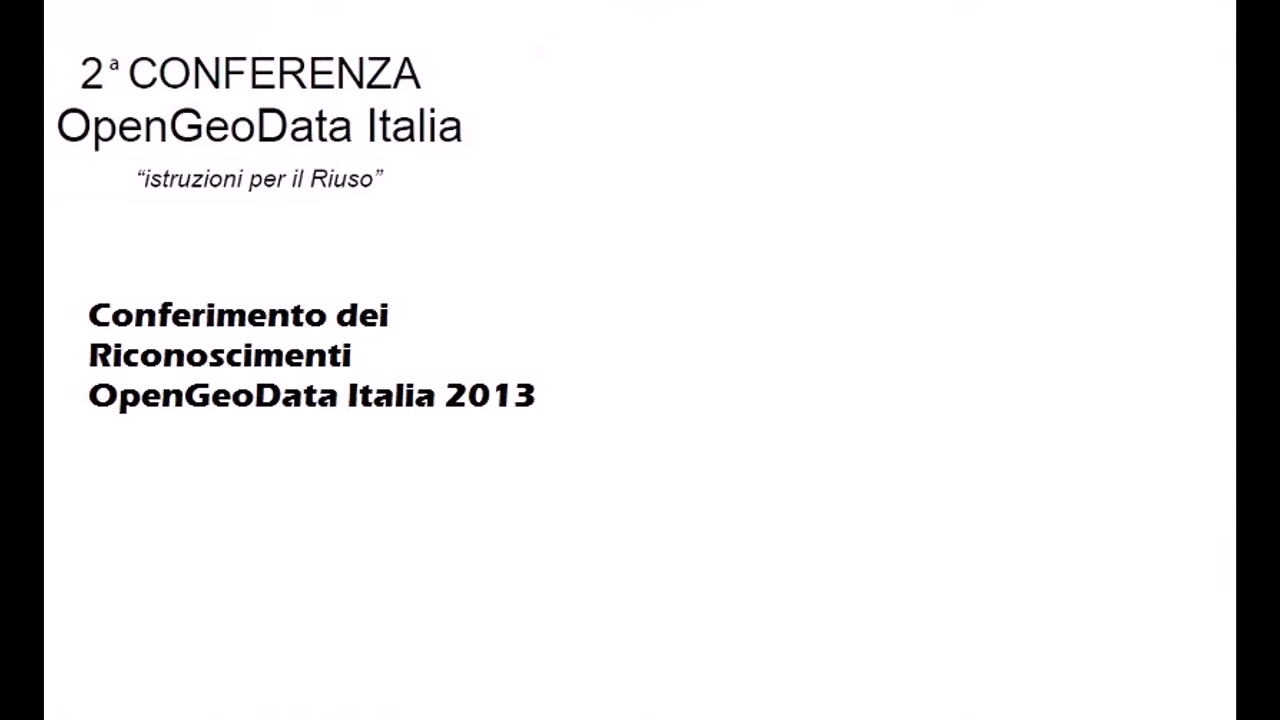 2ª CONFERENZA
OpenGeoData Italia
“istruzioni per il Riuso”
Conferimento dei
Riconoscimenti
OpenGeoData Italia 2013